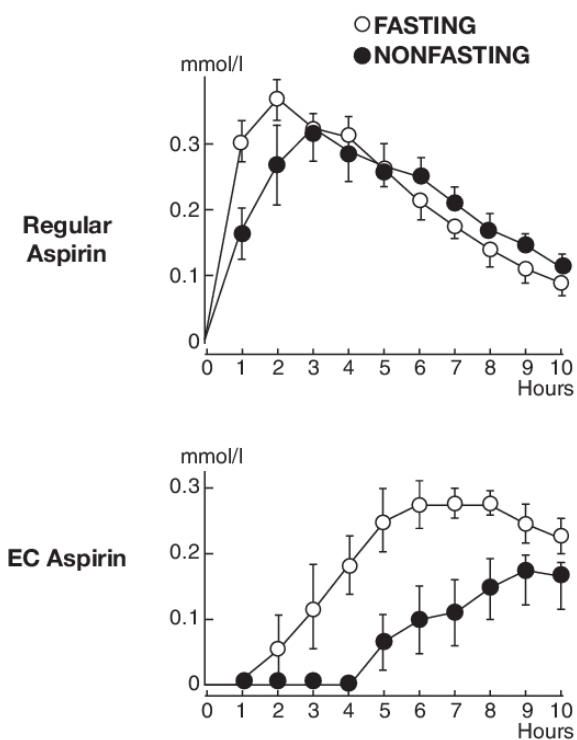 FASTING
NONFASTING
mmol/l
0.3
0.2
0.1
0
Regular
Aspirin
0 1 2 3 4 5 6 7 8 9 10
Hours
mmol/l
0.3
0.2
0.1
0
EC Aspirin
0 1 2 3 4 5 6 7 8 9 10
Hours